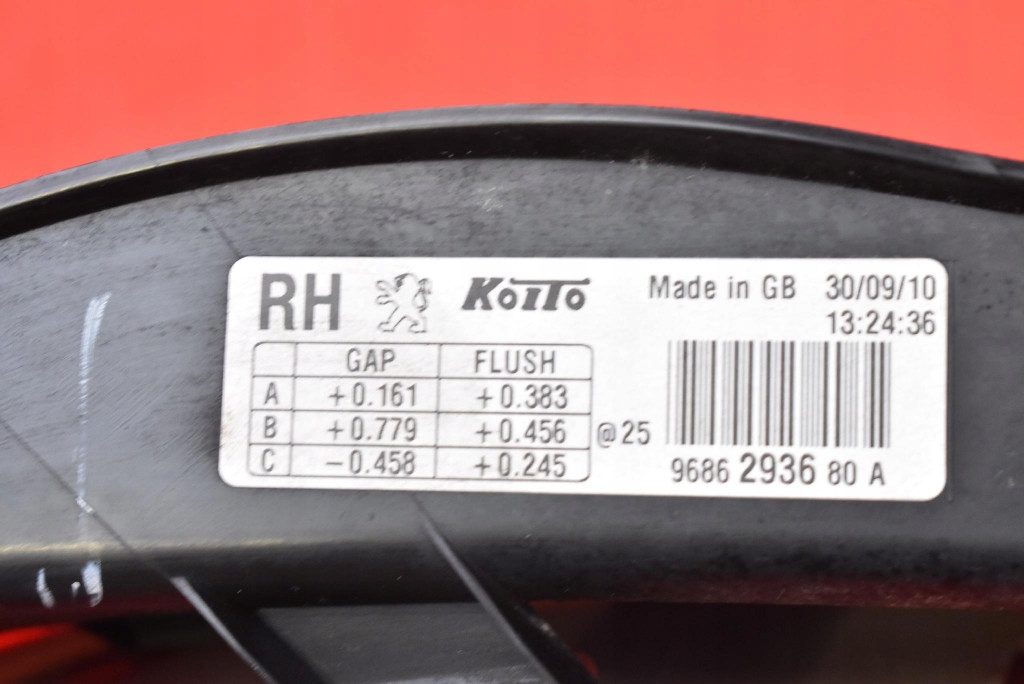 RH KOITO Made in GB 30/09/10
13:24:36
GAP FLUSH
A +0.161 +0.383
B +0.779 +0.456
C -0.458 +0.245
@25
9686 2936 80 A